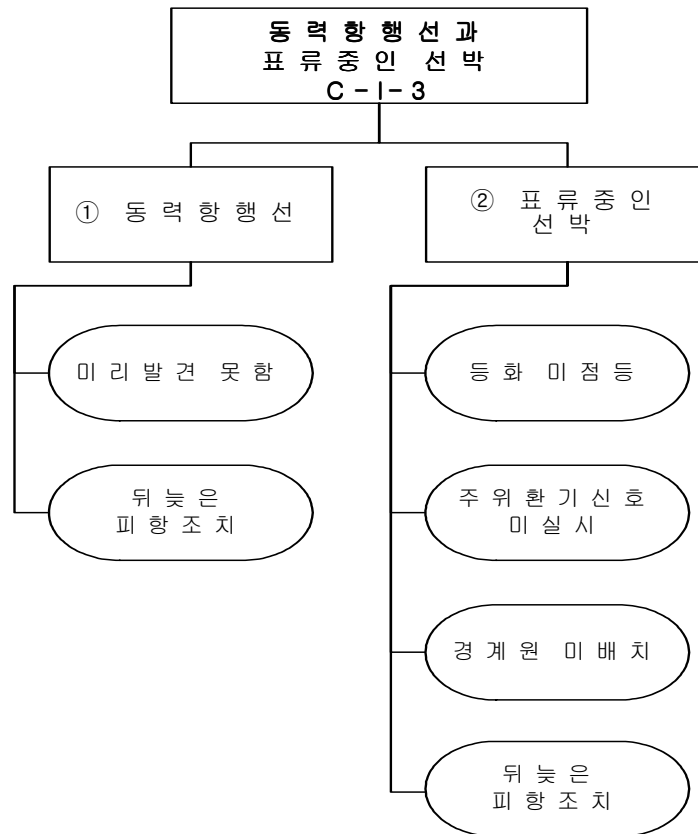 동력항행선과
표류중인 선박
C-I-3
① 동력항행선
② 표류중인
선박
미리발견 못함
등화 미점등
뒤늦은
피항조치
주위환기신호
미실시
경계원 미배치
뒤늦은
피항조치